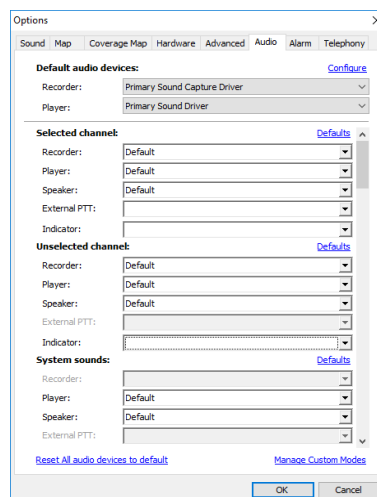 Options
Sound Map Coverage Map Hardware Advanced Audio Alarm Telephony
Default audio devices: Configure
Recorder: Primary Sound Capture Driver
Player: Primary Sound Driver
Selected channel: Defaults
Recorder: Default
Player: Default
Speaker: Default
External PTT:
Indicator:
Unselected channel: Defaults
Recorder: Default
Player: Default
Speaker: Default
External PTT:
Indicator:
System sounds: Defaults
Recorder:
Player: Default
Speaker: Default
External PTT:
Reset All audio devices to default Manage Custom Modes
OK Cancel